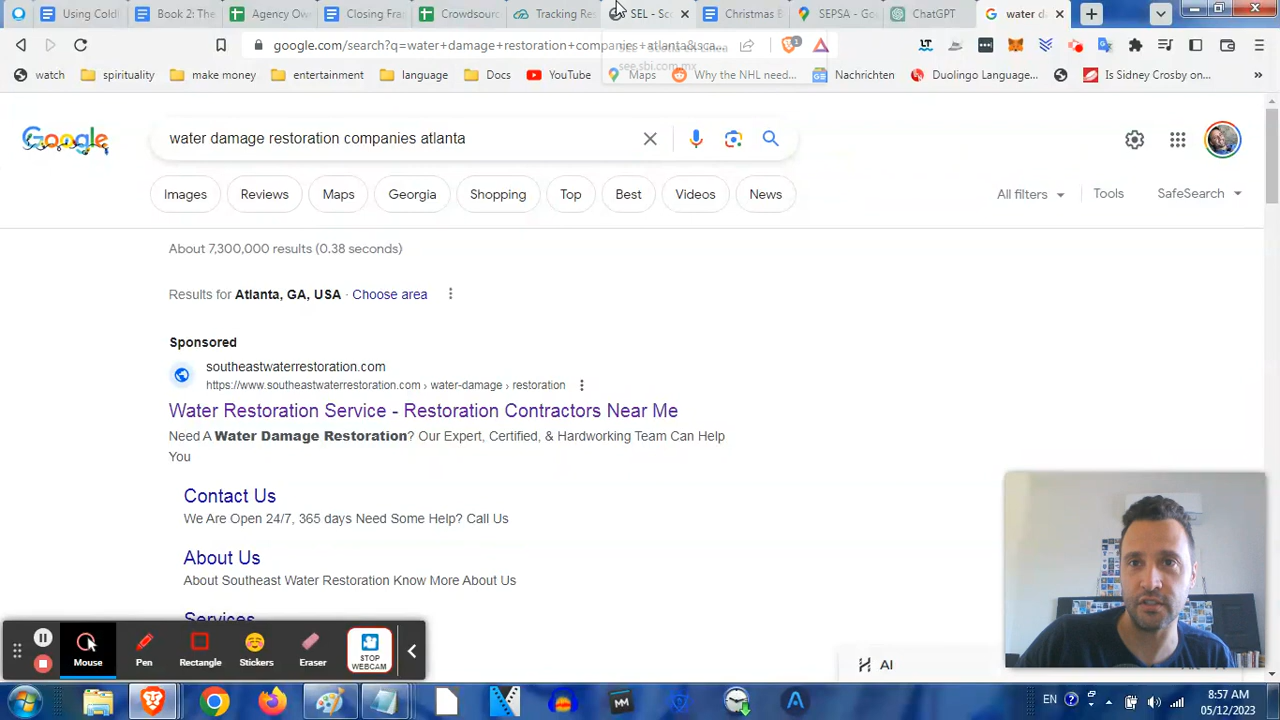 Using Cold
Book 2: The
Agency Ow
Closing Fra
Crowdsou
Tracking Res
SEL - Sc
Christmas E
SEPSA - Go
ChatGPT
water d
google.com/search?q=water+damage+restoration+companies+atlanta&sca...
see.sbi.com.mx
watch
spirituality
make money
entertainment
language
Docs
YouTube
Maps
Why the NHL need...
Nachrichten
Duolingo Language...
Is Sidney Crosby on...
Google
water damage restoration companies atlanta
Images
Reviews
Maps
Georgia
Shopping
Top
Best
Videos
News
All filters
Tools
SafeSearch
About 7,300,000 results (0.38 seconds)
Results for Atlanta, GA, USA · Choose area
Sponsored
southeastwaterrestoration.com
https://www.southeastwaterrestoration.com › water-damage › restoration
Water Restoration Service - Restoration Contractors Near Me
Need A Water Damage Restoration? Our Expert, Certified, & Hardworking Team Can Help
You
Contact Us
We Are Open 24/7, 365 days Need Some Help? Call Us
About Us
About Southeast Water Restoration Know More About Us
Services
Mouse
Pen
Rectangle
Stickers
Eraser
STOP
WEBCAM
AI
EN
8:57 AM
05/12/2023